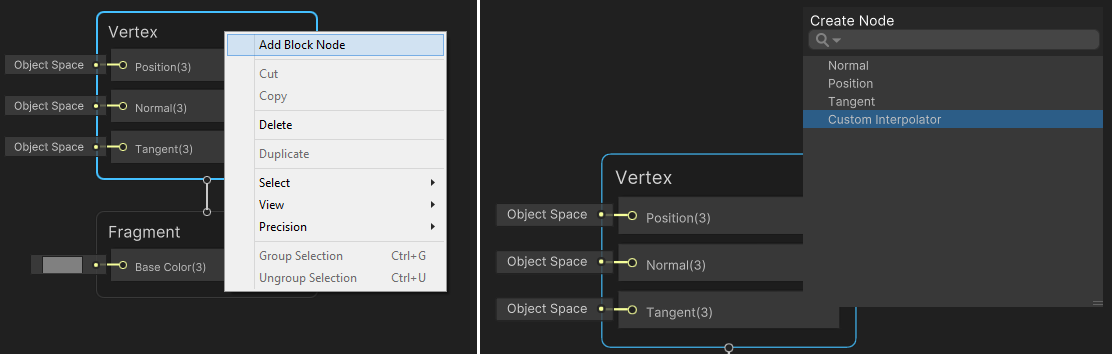 Vertex
Object Space
Position(3)
Object Space
Normal(3)
Object Space
Tangent(3)
Fragment
Base Color(3)
Add Block Node
Cut
Copy
Delete
Duplicate
Select
View
Precision
Group Selection Ctrl+G
Ungroup Selection Ctrl+U
Create Node
Normal
Position
Tangent
Custom Interpolator
Vertex
Object Space
Position(3)
Object Space
Normal(3)
Object Space
Tangent(3)